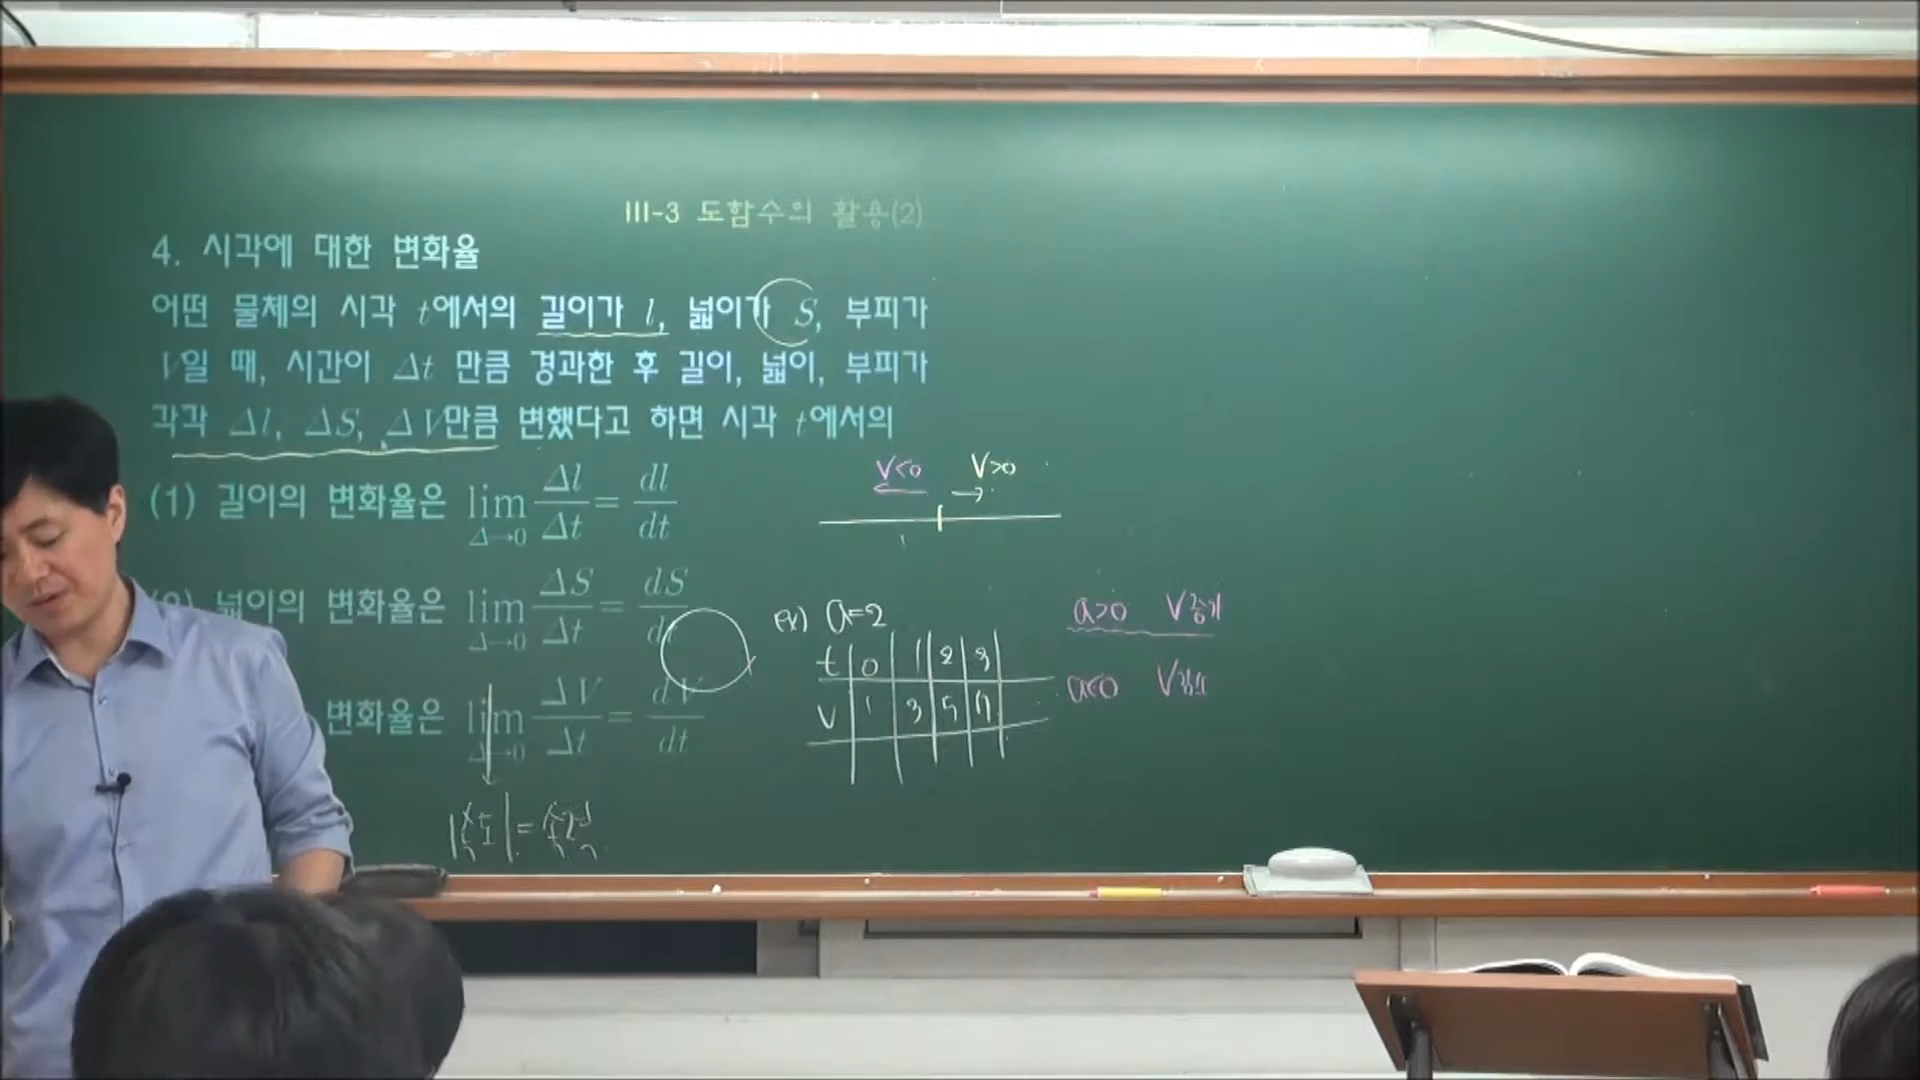 III-3 도함수의 활용(2)
4. 시각에 대한 변화율
어떤 물체의 시각 t에서의 길이가 l, 넓이가 S, 부피가
V일 때, 시간이 Δt 만큼 경과한 후 길이, 넓이, 부피가
각각 Δl, ΔS, ΔV만큼 변했다고 하면 시각 t에서의
(1) 길이의 변화율은 lim Δ→0 Δl/Δt = dl/dt
(2) 넓이의 변화율은 lim Δ→0 ΔS/Δt = dS/dt
변화율은 lim Δ→0 ΔV/Δt = dV/dt
V<0 V>0
ex) a=2
t 0 1 2 3
V 1 3 5 7
a>0 V증가
a<0 V감소